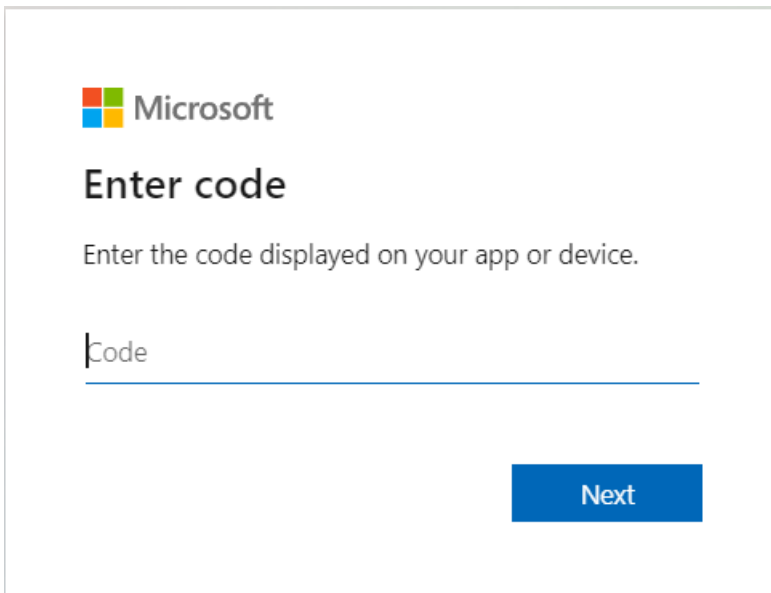 Microsoft
Enter code
Enter the code displayed on your app or device.
Code
Next